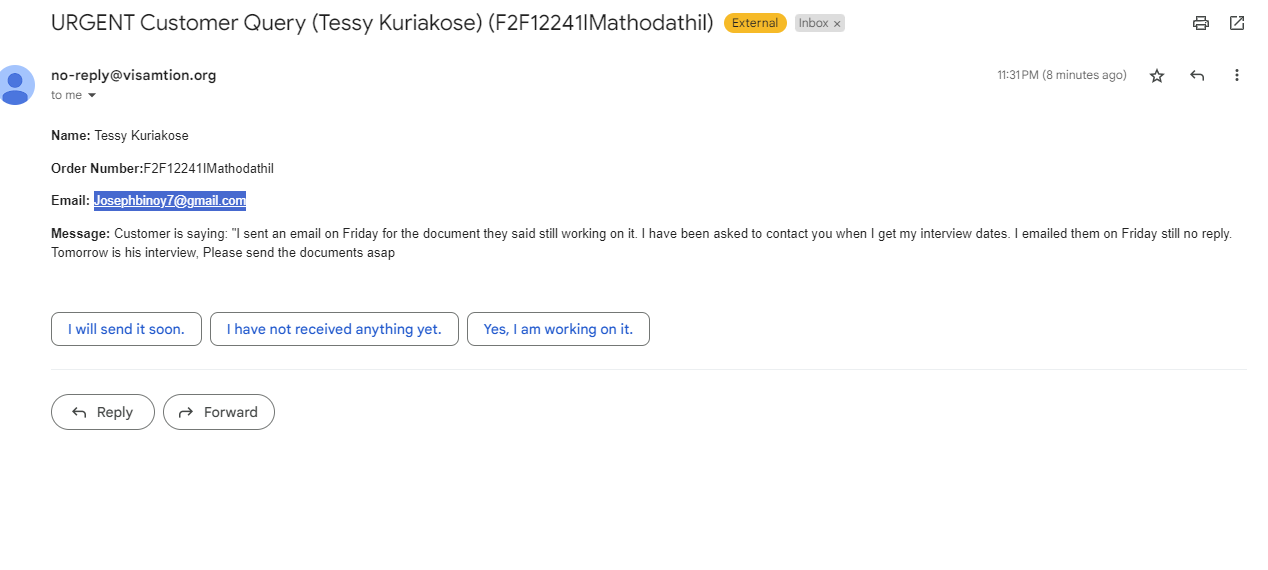 URGENT Customer Query (Tessy Kuriakose) (F2F12241lMathodathil) External Inbox ×
no-reply@visamtion.org 11:31 PM (8 minutes ago)
to me
Name: Tessy Kuriakose
Order Number:F2F12241lMathodathil
Email: Josephbinoy7@gmail.com
Message: Customer is saying: "I sent an email on Friday for the document they said still working on it. I have been asked to contact you when I get my interview dates. I emailed them on Friday still no reply.
Tomorrow is his interview, Please send the documents asap
I will send it soon. I have not received anything yet. Yes, I am working on it.
Reply Forward